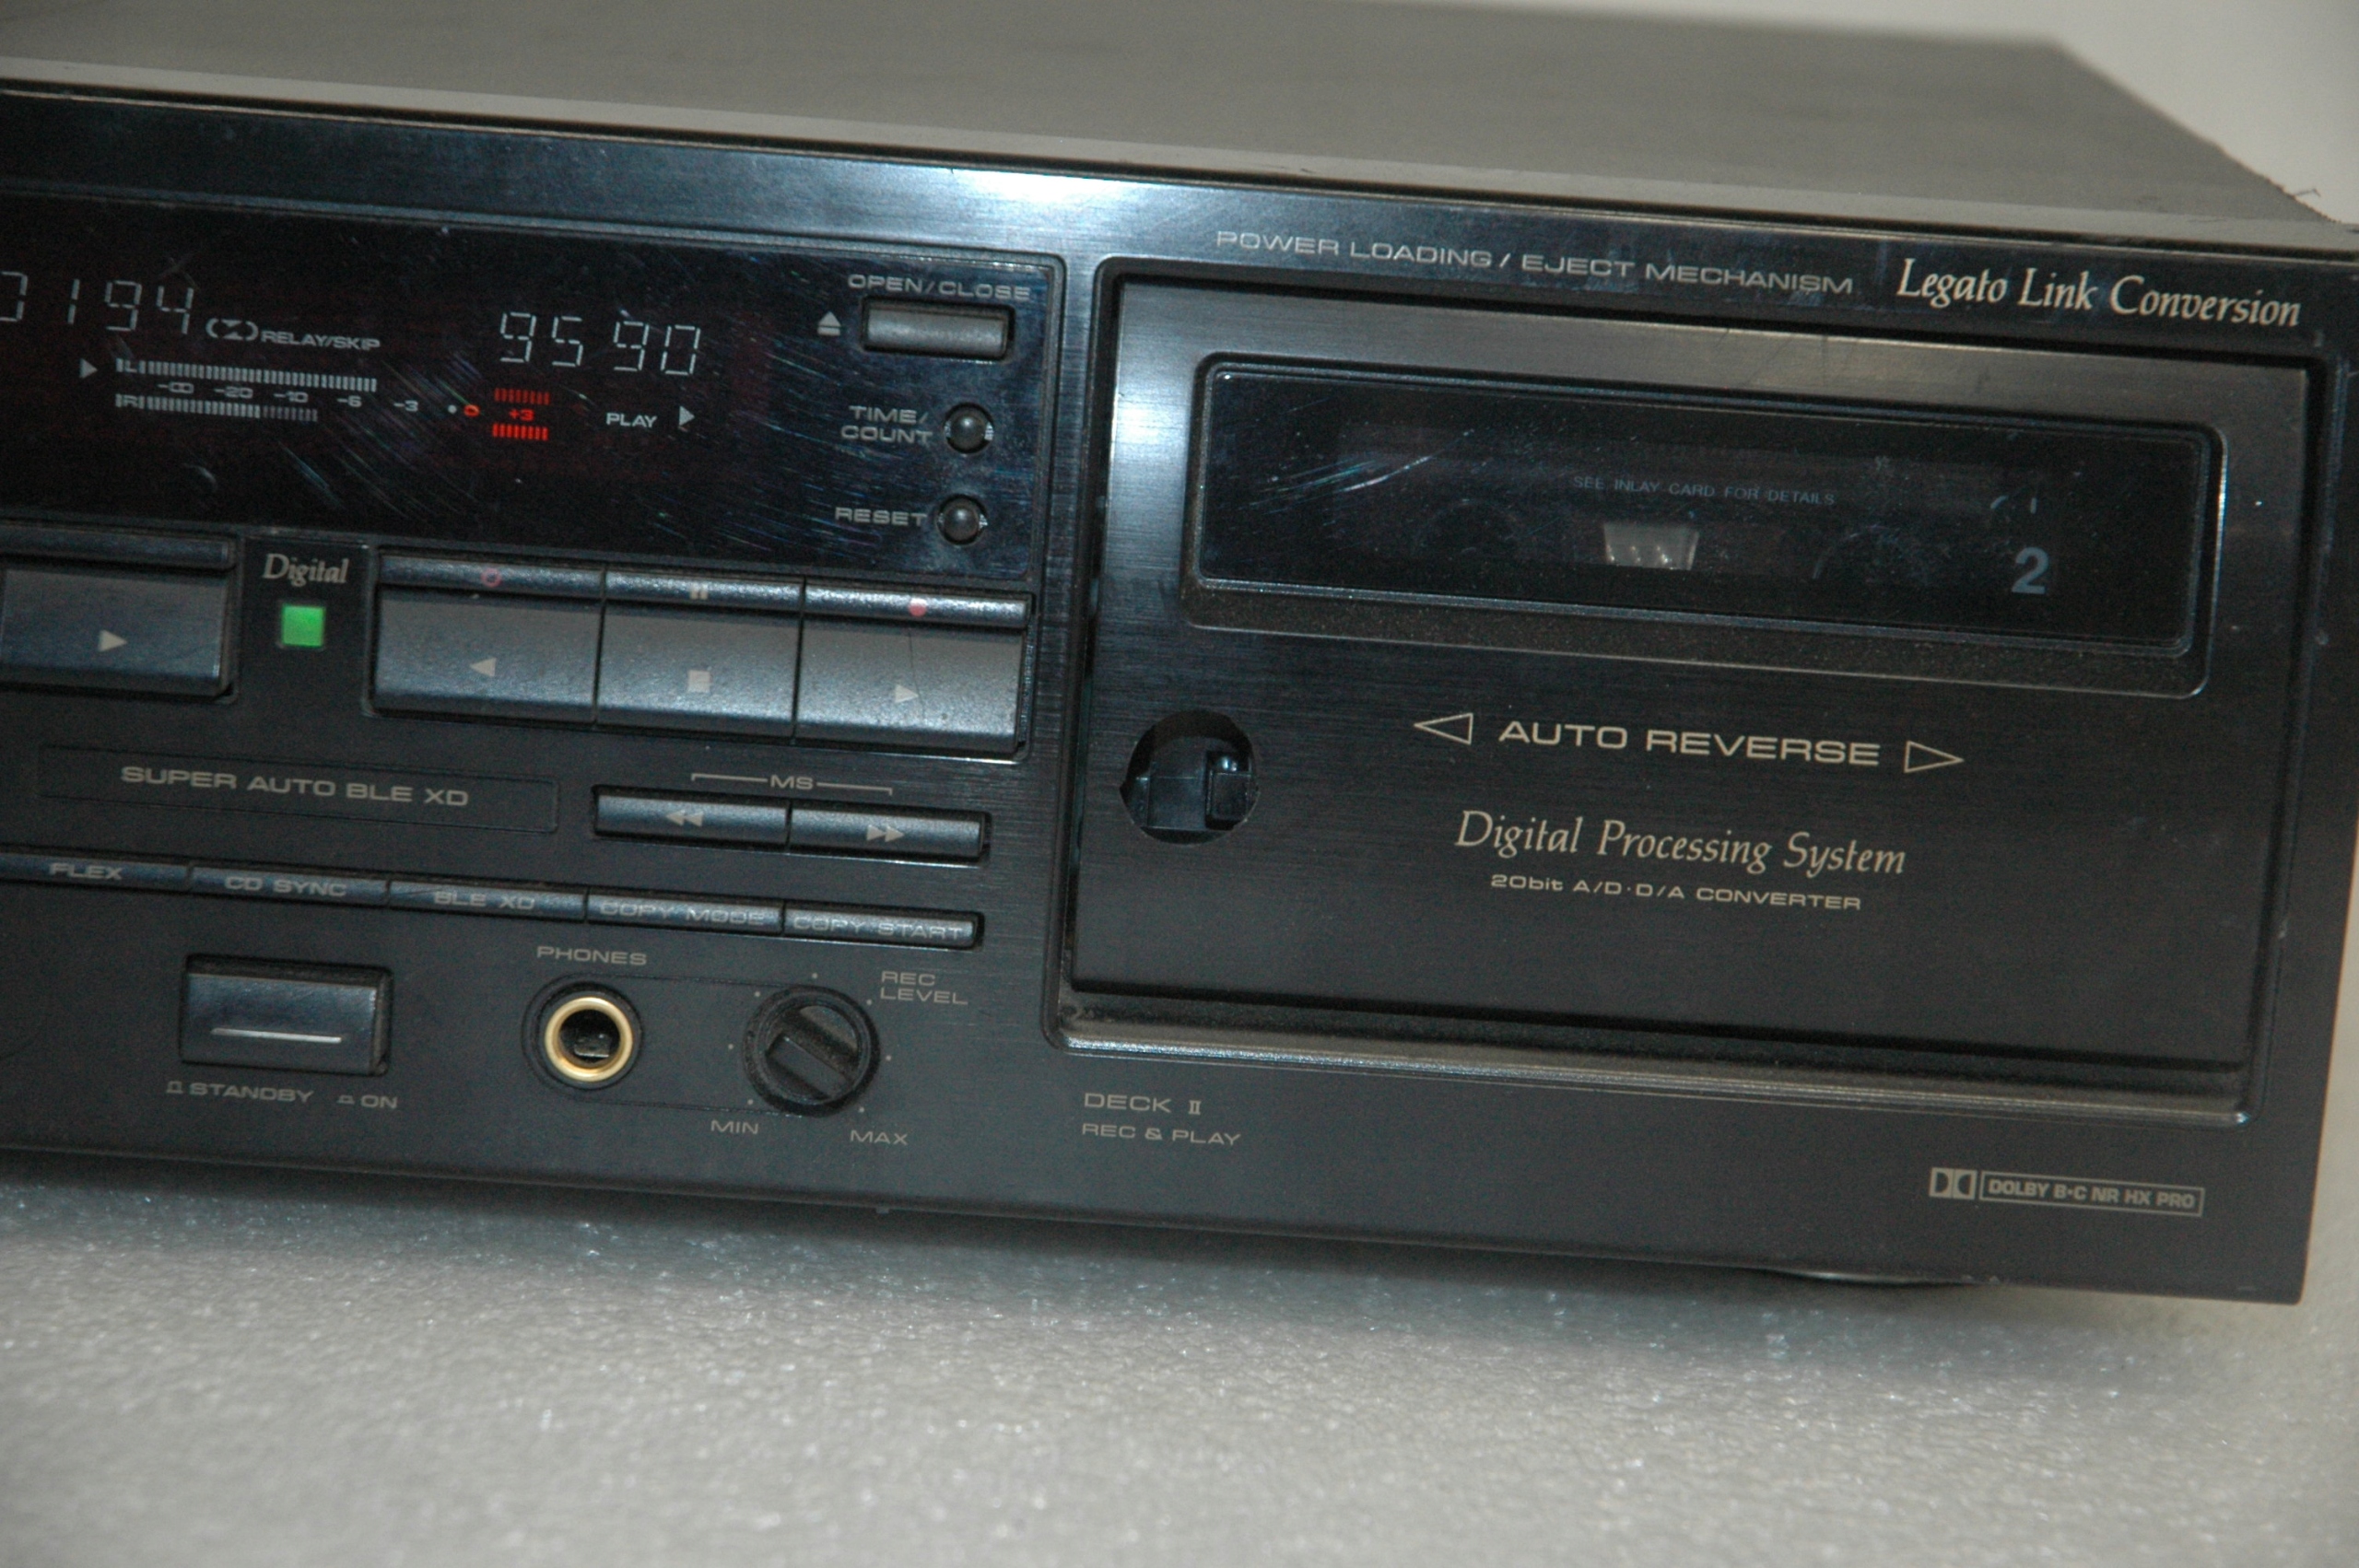 POWER LOADING / EJECT MECHANISM
Legato Link Conversion
OPEN/CLOSE
0194
RELAY/SKIP
9590
L
-∞ -20 -10 -6 -3 • 0 +3
R
PLAY
TIME/
COUNT
RESET
SEE INLAY CARD FOR DETAILS
2
Digital
AUTO REVERSE
SUPER AUTO BLE XD
MS
Digital Processing System
20bit A/D·D/A CONVERTER
FLEX
CD SYNC
BLE XD
COPY MODE
COPY START
PHONES
REC
LEVEL
STANDBY
ON
MIN
MAX
DECK II
REC & PLAY
DOLBY B·C NR HX PRO